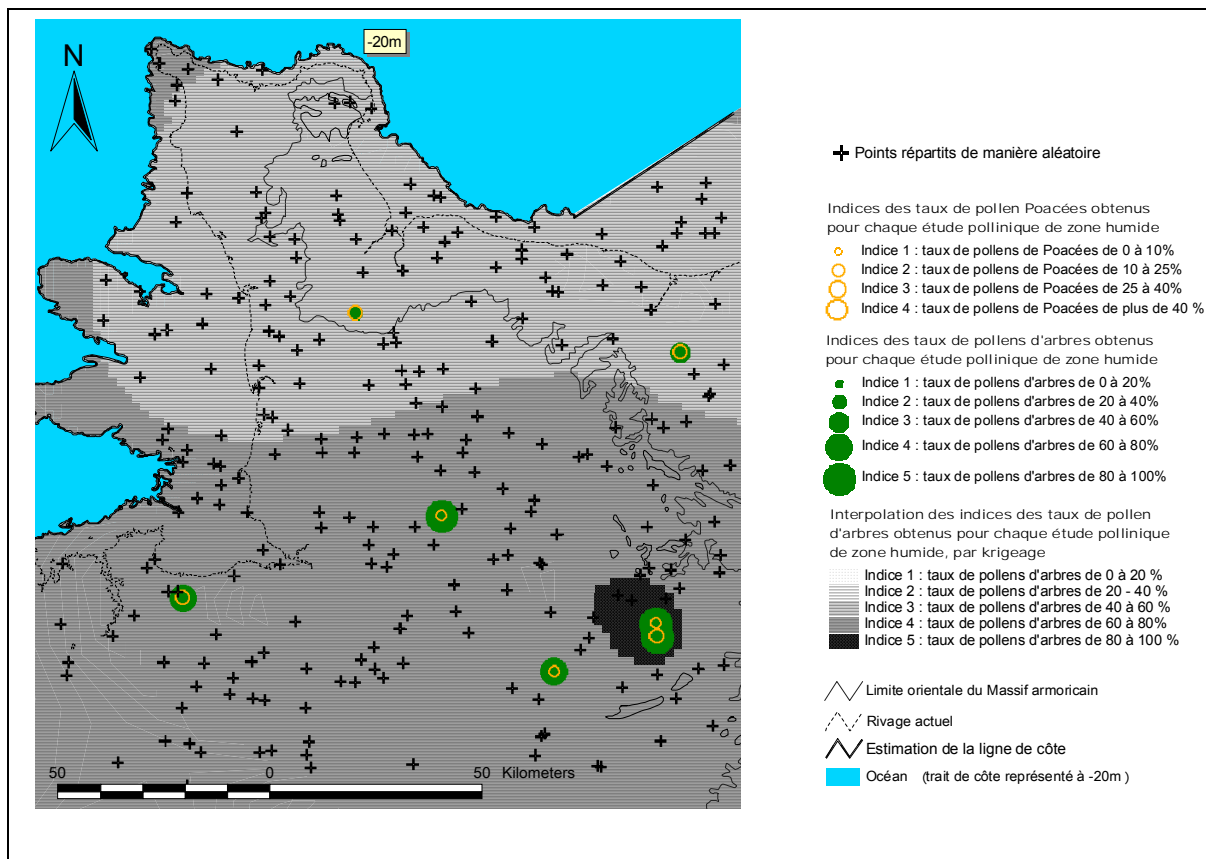 -20m
N
50
0
50
Kilometers
Points répartis de manière aléatoire
Indices des taux de pollen Poacées obtenus
pour chaque étude pollinique de zone humide
Indice 1 : taux de pollens de Poacées de 0 à 10%
Indice 2 : taux de pollens de Poacées de 10 à 25%
Indice 3 : taux de pollens de Poacées de 25 à 40%
Indice 4 : taux de pollens de Poacées de plus de 40 %
Indices des taux de pollens d'arbres obtenus
pour chaque étude pollinique de zone humide
Indice 1 : taux de pollens d'arbres de 0 à 20%
Indice 2 : taux de pollens d'arbres de 20 à 40%
Indice 3 : taux de pollens d'arbres de 40 à 60%
Indice 4 : taux de pollens d'arbres de 60 à 80%
Indice 5 : taux de pollens d'arbres de 80 à 100%
Interpolation des indices des taux de pollen
d'arbres obtenus pour chaque étude pollinique
de zone humide, par krigeage
Indice 1 : taux de pollens d'arbres de 0 à 20 %
Indice 2 : taux de pollens d'arbres de 20 - 40 %
Indice 3 : taux de pollens d'arbres de 40 à 60 %
Indice 4 : taux de pollens d'arbres de 60 à 80%
Indice 5 : taux de pollens d'arbres de 80 à 100 %
Limite orientale du Massif armoricain
Rivage actuel
Estimation de la ligne de côte
Océan (trait de côte représenté à -20m )